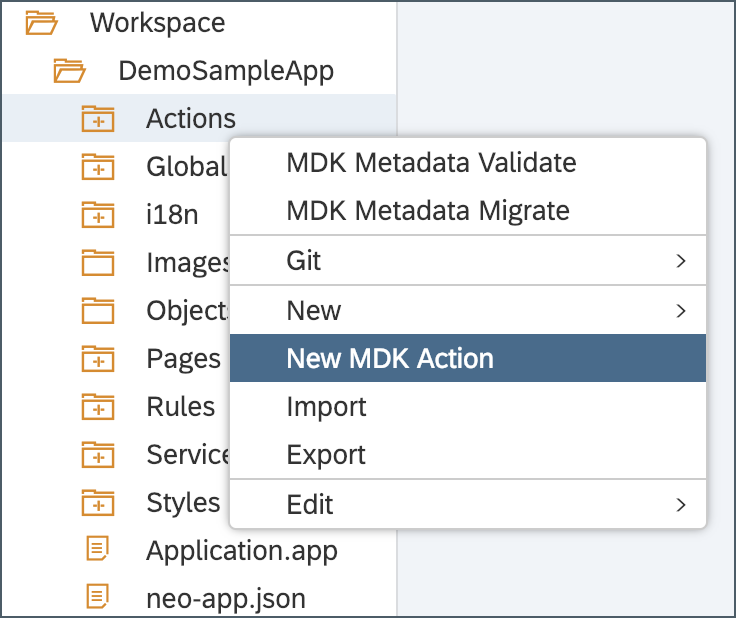 Workspace
DemoSampleApp
Actions
Global
i18n
Images
Object
Pages
Rules
Service
Styles
Application.app
neo-app.json
MDK Metadata Validate
MDK Metadata Migrate
Git
New
New MDK Action
Import
Export
Edit